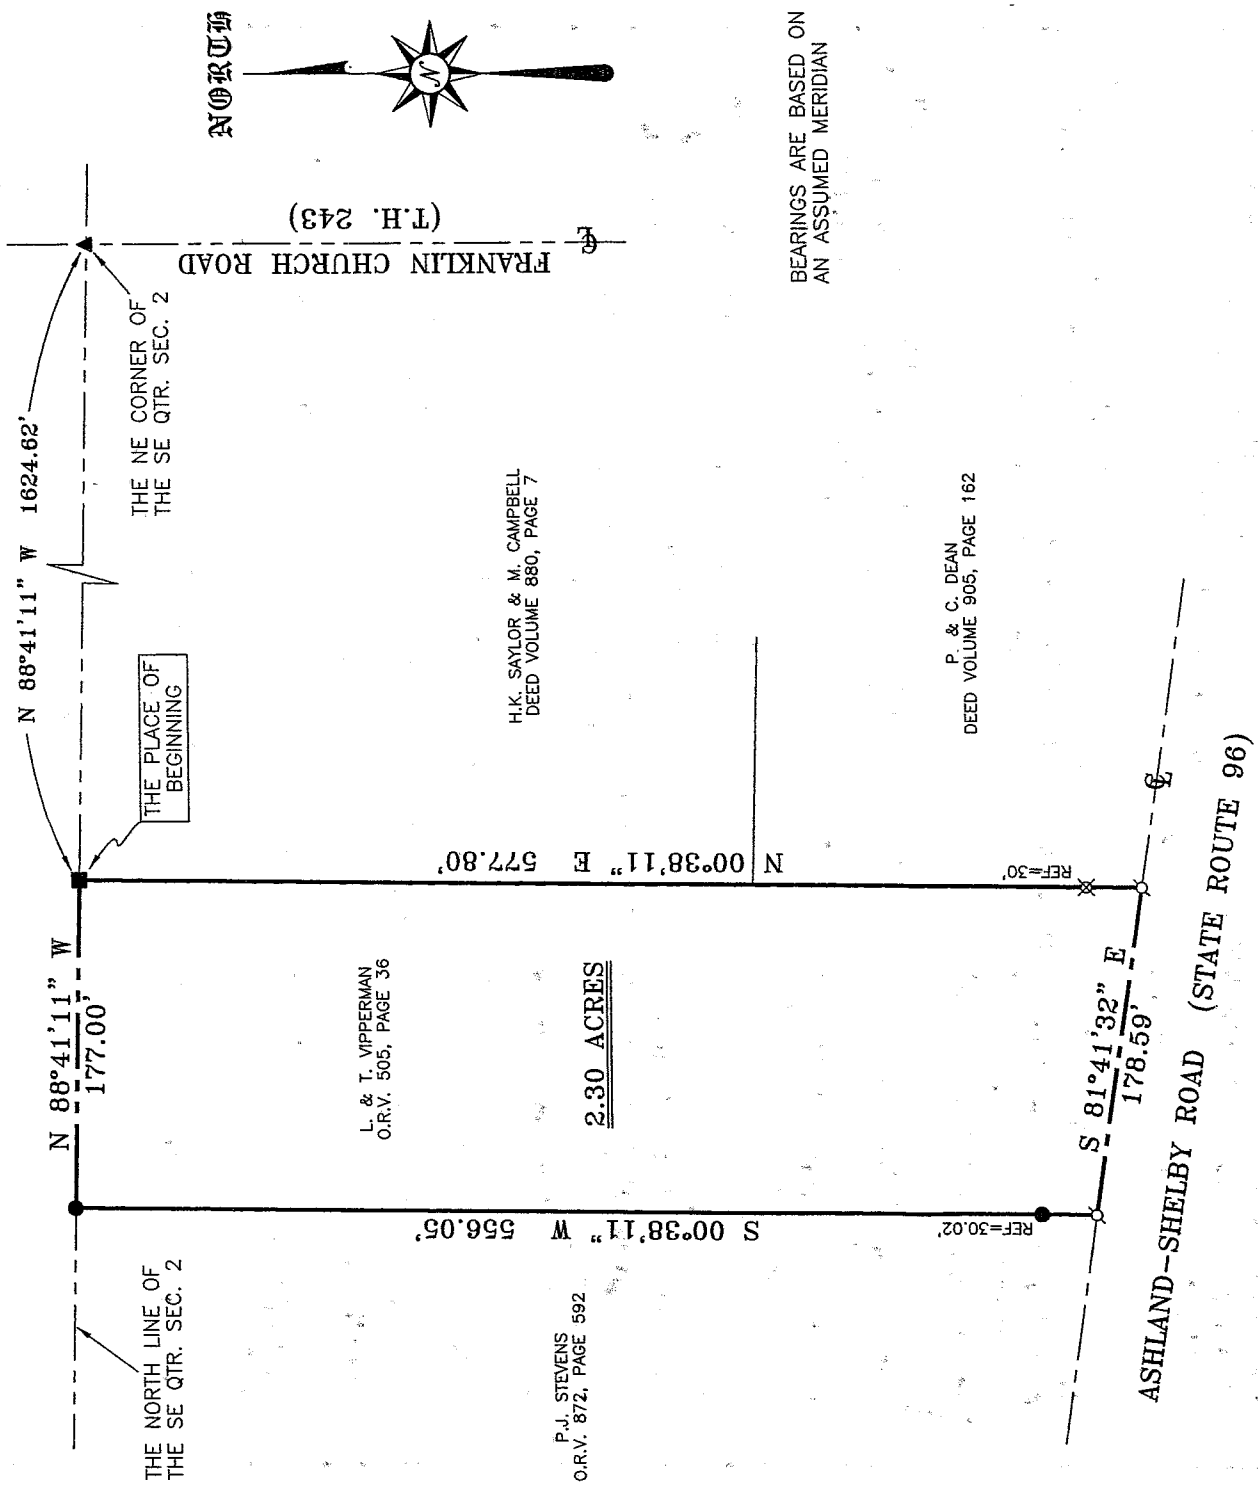 NORTH
N
N 88°41'11" W 1624.62'
THE NE CORNER OF
THE SE QTR. SEC. 2
FRANKLIN CHURCH ROAD
(T.H. 243)
℄
THE PLACE OF
BEGINNING
N 88°41'11" W
177.00'
THE NORTH LINE OF
THE SE QTR. SEC. 2
L. & T. VIPPERMAN
O.R.V. 505, PAGE 36
2.30 ACRES
H.K. SAYLOR & M. CAMPBELL
DEED VOLUME 880, PAGE 7
N 00°38'11" E 577.80'
S 00°38'11" W 556.05'
P.J. STEVENS
O.R.V. 872, PAGE 592
P. & C. DEAN
DEED VOLUME 905, PAGE 162
BEARINGS ARE BASED ON
AN ASSUMED MERIDIAN
REF=30'
REF=30.02'
S 81°41'32" E
178.59'
℄
ASHLAND-SHELBY ROAD (STATE ROUTE 96)